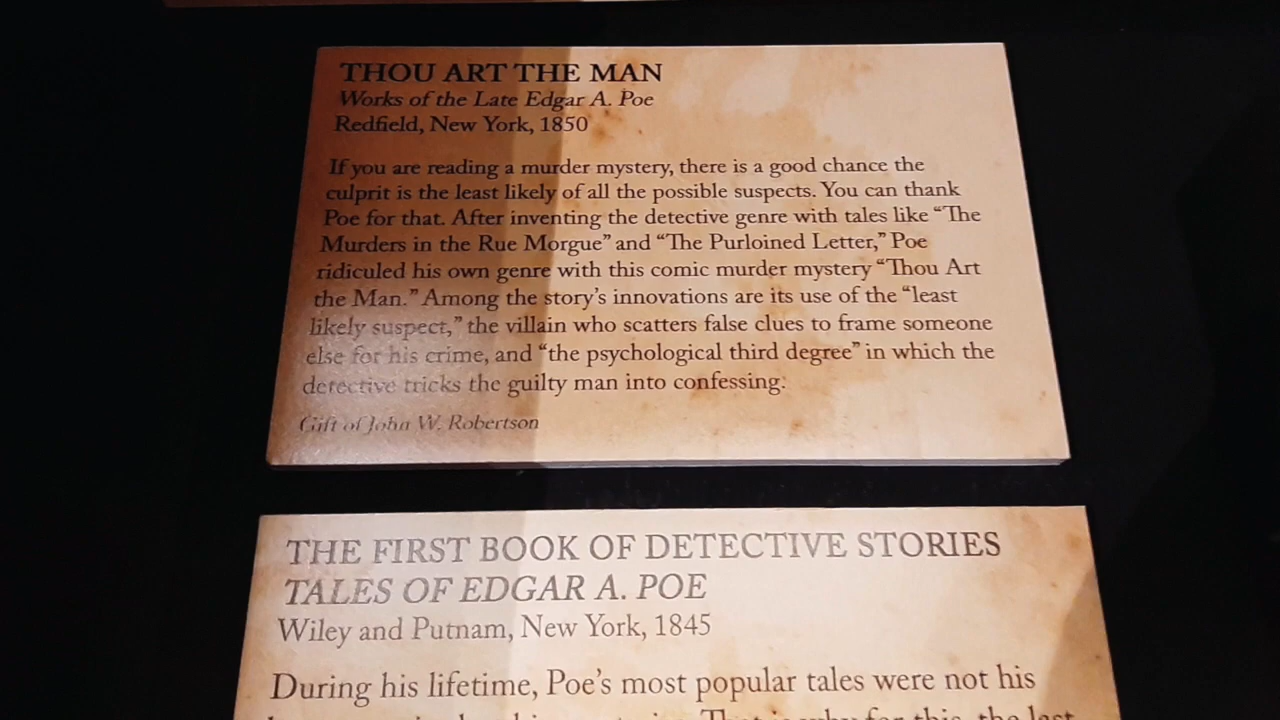 THOU ART THE MAN
Works of the Late Edgar A. Poe
Redfield, New York, 1850
If you are reading a murder mystery, there is a good chance the
culprit is the least likely of all the possible suspects. You can thank
Poe for that. After inventing the detective genre with tales like “The
Murders in the Rue Morgue” and “The Purloined Letter,” Poe
ridiculed his own genre with this comic murder mystery “Thou Art
the Man.” Among the story’s innovations are its use of the “least
likely suspect,” the villain who scatters false clues to frame someone
else for his crime, and “the psychological third degree” in which the
detective tricks the guilty man into confessing.
Gift of John W. Robertson
THE FIRST BOOK OF DETECTIVE STORIES
TALES OF EDGAR A. POE
Wiley and Putnam, New York, 1845
During his lifetime, Poe’s most popular tales were not his